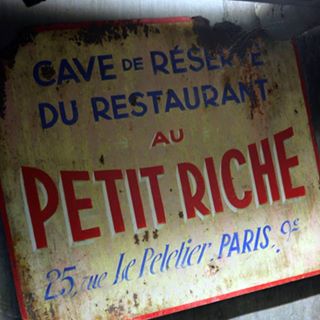 CAVE DE RÉSERVE
DU RESTAURANT
AU
PETIT RICHE
25, rue Le Peletier. PARIS. 9e